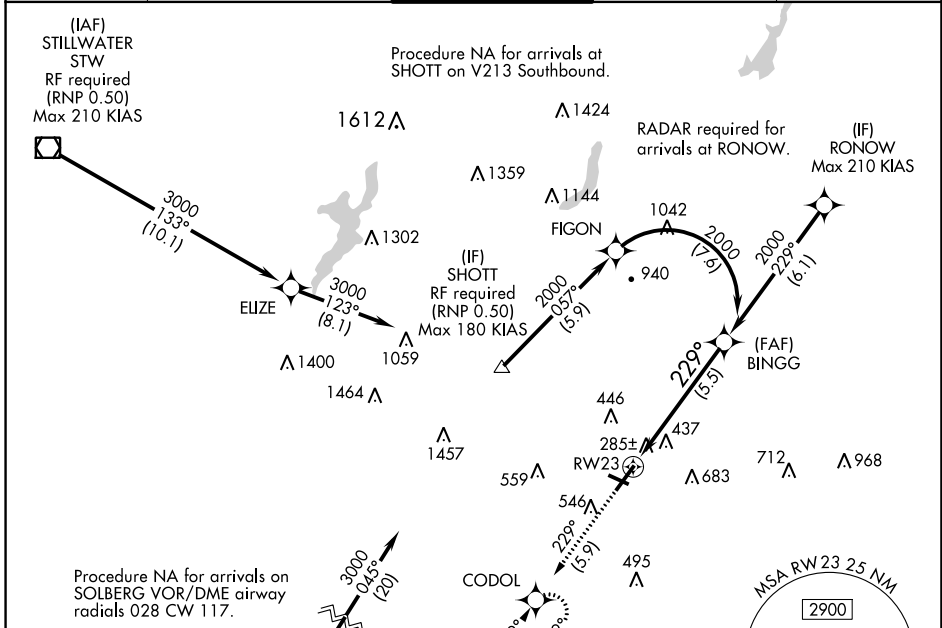 (IAF)
STILLWATER
STW
RF required
(RNP 0.50)
Max 210 KIAS
Procedure NA for arrivals at
SHOTT on V213 Southbound.
1612
1424
RADAR required for
arrivals at RONOW.
(IF)
RONOW
Max 210 KIAS
1359
1144
3000
133°
(10.1)
1302
FIGON
1042
2000
(7.6)
2000
229°
(6.1)
(IF)
SHOTT
RF required
(RNP 0.50)
Max 180 KIAS
940
ELIZE
3000
123°
(8.1)
2000
057°
(5.9)
1059
1400
(FAF)
BINGG
229°
(5.5)
1464
446
437
285±
1457
RW23
559
683
712
968
546
229°
(5.9)
495
Procedure NA for arrivals on
SOLBERG VOR/DME airway
radials 028 CW 117.
3000
045°
(20)
CODOL
MSA RW 23 25 NM
2900